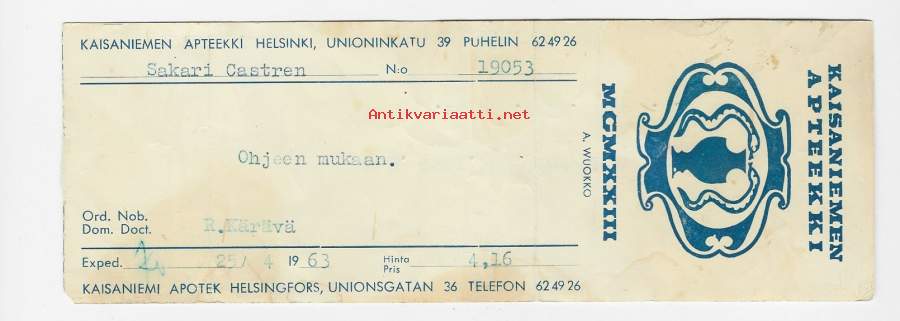 KAISANIEMEN APTEEKKI HELSINKI, UNIONINKATU 39 PUHELIN 62 49 26
Sakari Castren N:o 19053
Antikvariaatti.net
Ohjeen mukaan.
Ord. Nob.
Dom. Doct. R.Kärävä
Exped. 25/ 4 19 63 Hinta Pris 4,16
KAISANIEMI APOTEK HELSINGFORS, UNIONSGATAN 36 TELEFON 62 49 26
A. WUOKKO
MGMXXIII
KAISANIEMEN
APTEEKKI